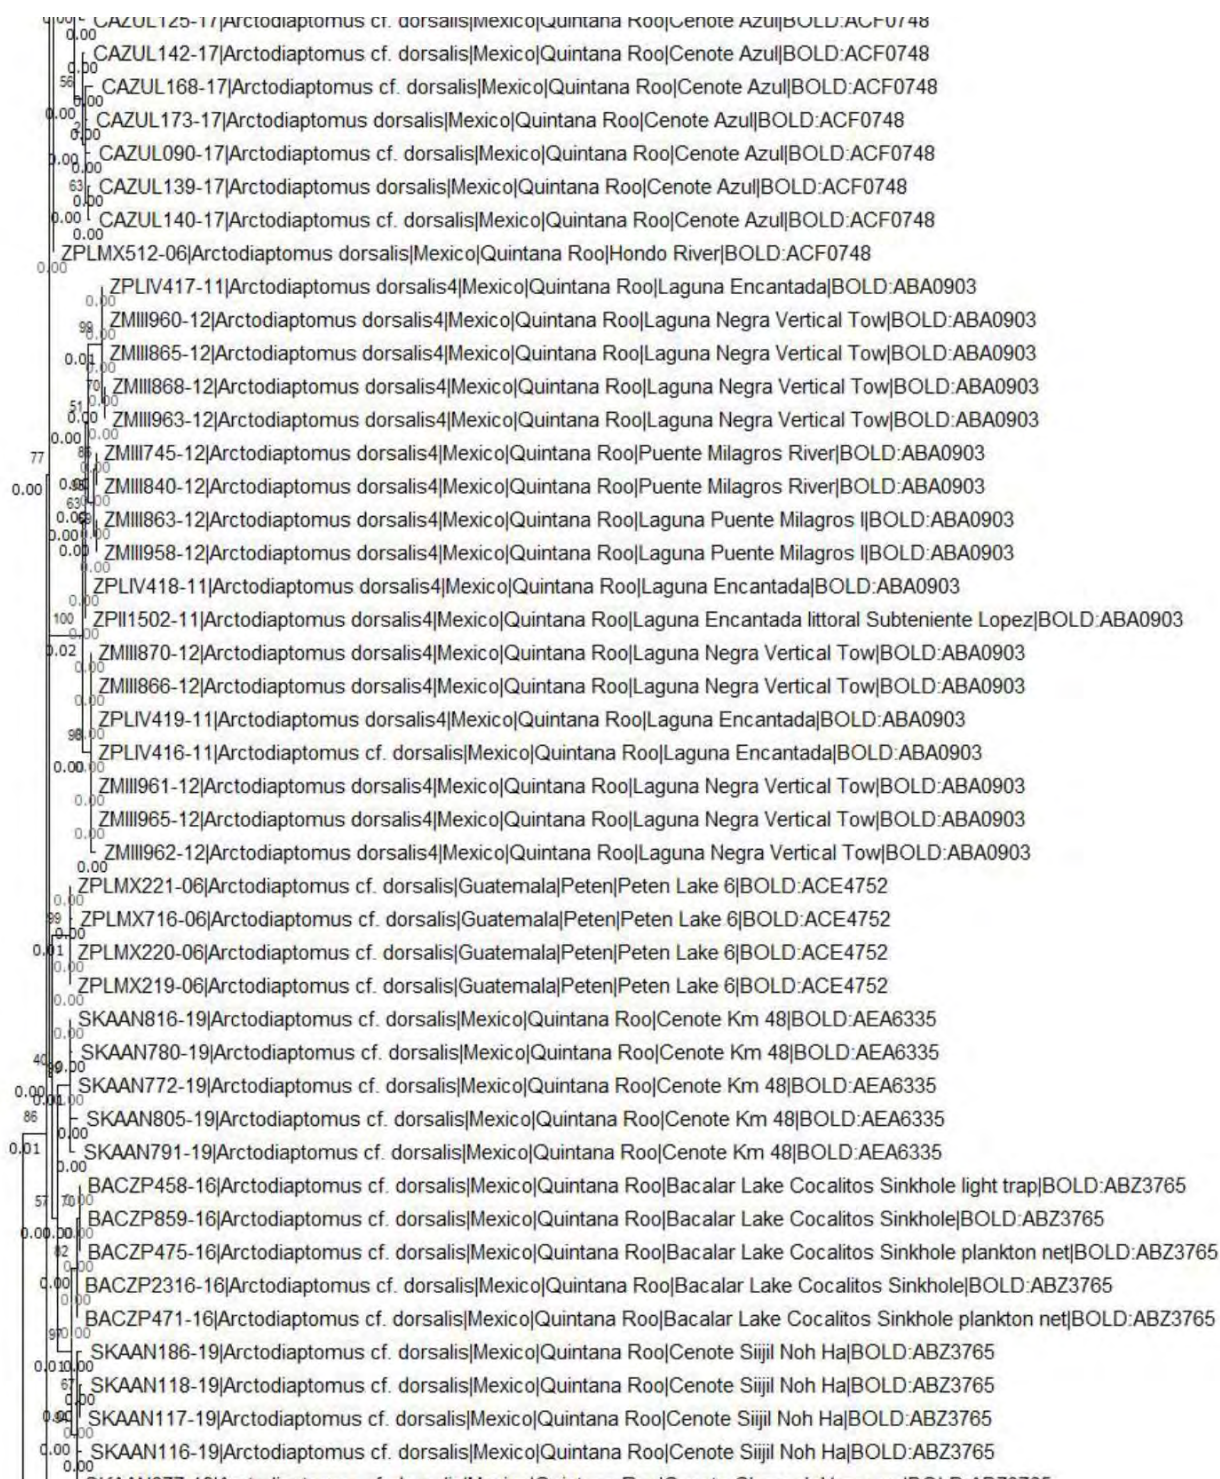 CAZUL125-17|Arctodiaptomus cf. dorsalis|Mexico|Quintana Roo|Cenote Azul|BOLD:ACF0748
CAZUL142-17|Arctodiaptomus cf. dorsalis|Mexico|Quintana Roo|Cenote Azul|BOLD:ACF0748
CAZUL168-17|Arctodiaptomus cf. dorsalis|Mexico|Quintana Roo|Cenote Azul|BOLD:ACF0748
CAZUL173-17|Arctodiaptomus dorsalis|Mexico|Quintana Roo|Cenote Azul|BOLD:ACF0748
CAZUL090-17|Arctodiaptomus cf. dorsalis|Mexico|Quintana Roo|Cenote Azul|BOLD:ACF0748
CAZUL139-17|Arctodiaptomus dorsalis|Mexico|Quintana Roo|Cenote Azul|BOLD:ACF0748
CAZUL140-17|Arctodiaptomus cf. dorsalis|Mexico|Quintana Roo|Cenote Azul|BOLD:ACF0748
ZPLMX512-06|Arctodiaptomus dorsalis|Mexico|Quintana Roo|Hondo River|BOLD:ACF0748
ZPLIV417-11|Arctodiaptomus dorsalis4|Mexico|Quintana Roo|Laguna Encantada|BOLD:ABA0903
ZMIII960-12|Arctodiaptomus dorsalis4|Mexico|Quintana Roo|Laguna Negra Vertical Tow|BOLD:ABA0903
ZMIII865-12|Arctodiaptomus dorsalis4|Mexico|Quintana Roo|Laguna Negra Vertical Tow|BOLD:ABA0903
ZMIII868-12|Arctodiaptomus dorsalis4|Mexico|Quintana Roo|Laguna Negra Vertical Tow|BOLD:ABA0903
ZMIII963-12|Arctodiaptomus dorsalis4|Mexico|Quintana Roo|Laguna Negra Vertical Tow|BOLD:ABA0903
ZMIII745-12|Arctodiaptomus dorsalis4|Mexico|Quintana Roo|Puente Milagros River|BOLD:ABA0903
ZMIII840-12|Arctodiaptomus dorsalis4|Mexico|Quintana Roo|Puente Milagros River|BOLD:ABA0903
ZMIII863-12|Arctodiaptomus dorsalis4|Mexico|Quintana Roo|Laguna Puente Milagros I|BOLD:ABA0903
ZMIII958-12|Arctodiaptomus dorsalis4|Mexico|Quintana Roo|Laguna Puente Milagros I|BOLD:ABA0903
ZPLIV418-11|Arctodiaptomus dorsalis4|Mexico|Quintana Roo|Laguna Encantada|BOLD:ABA0903
ZPII1502-11|Arctodiaptomus dorsalis4|Mexico|Quintana Roo|Laguna Encantada littoral Subteniente Lopez|BOLD:ABA0903
ZMIII870-12|Arctodiaptomus dorsalis4|Mexico|Quintana Roo|Laguna Negra Vertical Tow|BOLD:ABA0903
ZMIII866-12|Arctodiaptomus dorsalis4|Mexico|Quintana Roo|Laguna Negra Vertical Tow|BOLD:ABA0903
ZPLIV419-11|Arctodiaptomus dorsalis4|Mexico|Quintana Roo|Laguna Encantada|BOLD:ABA0903
ZPLIV416-11|Arctodiaptomus cf. dorsalis|Mexico|Quintana Roo|Laguna Encantada|BOLD:ABA0903
ZMIII961-12|Arctodiaptomus dorsalis4|Mexico|Quintana Roo|Laguna Negra Vertical Tow|BOLD:ABA0903
ZMIII965-12|Arctodiaptomus dorsalis4|Mexico|Quintana Roo|Laguna Negra Vertical Tow|BOLD:ABA0903
ZMIII962-12|Arctodiaptomus dorsalis4|Mexico|Quintana Roo|Laguna Negra Vertical Tow|BOLD:ABA0903
ZPLMX221-06|Arctodiaptomus cf. dorsalis|Guatemala|Peten|Peten Lake 6|BOLD:ACE4752
ZPLMX716-06|Arctodiaptomus cf. dorsalis|Guatemala|Peten|Peten Lake 6|BOLD:ACE4752
ZPLMX220-06|Arctodiaptomus cf. dorsalis|Guatemala|Peten|Peten Lake 6|BOLD:ACE4752
ZPLMX219-06|Arctodiaptomus cf. dorsalis|Guatemala|Peten|Peten Lake 6|BOLD:ACE4752
SKAAN816-19|Arctodiaptomus cf. dorsalis|Mexico|Quintana Roo|Cenote Km 48|BOLD:AEA6335
SKAAN780-19|Arctodiaptomus cf. dorsalis|Mexico|Quintana Roo|Cenote Km 48|BOLD:AEA6335
SKAAN772-19|Arctodiaptomus cf. dorsalis|Mexico|Quintana Roo|Cenote Km 48|BOLD:AEA6335
SKAAN805-19|Arctodiaptomus cf. dorsalis|Mexico|Quintana Roo|Cenote Km 48|BOLD:AEA6335
SKAAN791-19|Arctodiaptomus cf. dorsalis|Mexico|Quintana Roo|Cenote Km 48|BOLD:AEA6335
BACZP458-16|Arctodiaptomus cf. dorsalis|Mexico|Quintana Roo|Bacalar Lake Cocalitos Sinkhole light trap|BOLD:ABZ3765
BACZP859-16|Arctodiaptomus cf. dorsalis|Mexico|Quintana Roo|Bacalar Lake Cocalitos Sinkhole|BOLD:ABZ3765
BACZP475-16|Arctodiaptomus cf. dorsalis|Mexico|Quintana Roo|Bacalar Lake Cocalitos Sinkhole plankton net|BOLD:ABZ3765
BACZP2316-16|Arctodiaptomus cf. dorsalis|Mexico|Quintana Roo|Bacalar Lake Cocalitos Sinkhole|BOLD:ABZ3765
BACZP471-16|Arctodiaptomus cf. dorsalis|Mexico|Quintana Roo|Bacalar Lake Cocalitos Sinkhole plankton net|BOLD:ABZ3765
SKAAN186-19|Arctodiaptomus cf. dorsalis|Mexico|Quintana Roo|Cenote Siijil Noh Ha|BOLD:ABZ3765
SKAAN118-19|Arctodiaptomus cf. dorsalis|Mexico|Quintana Roo|Cenote Siijil Noh Ha|BOLD:ABZ3765
SKAAN117-19|Arctodiaptomus cf. dorsalis|Mexico|Quintana Roo|Cenote Siijil Noh Ha|BOLD:ABZ3765
SKAAN116-19|Arctodiaptomus cf. dorsalis|Mexico|Quintana Roo|Cenote Siijil Noh Ha|BOLD:ABZ3765